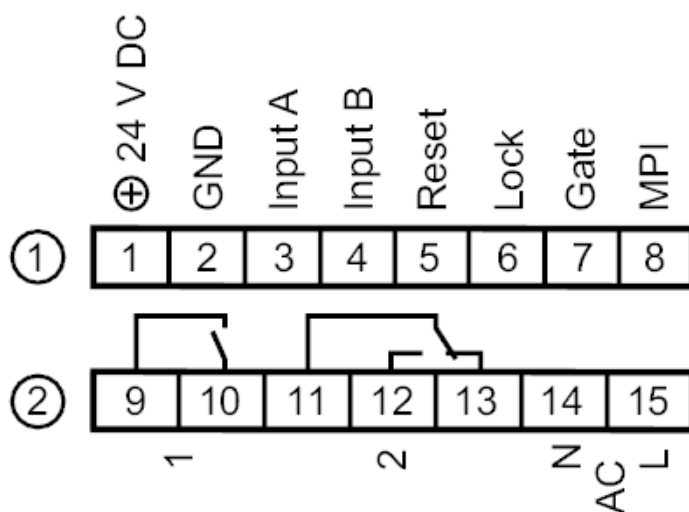 ⊕ 24 V DC
GND
Input A
Input B
Reset
Lock
Gate
MPI
① 1 2 3 4 5 6 7 8
② 9 10 11 12 13 14 15
1
2
N
AC
L